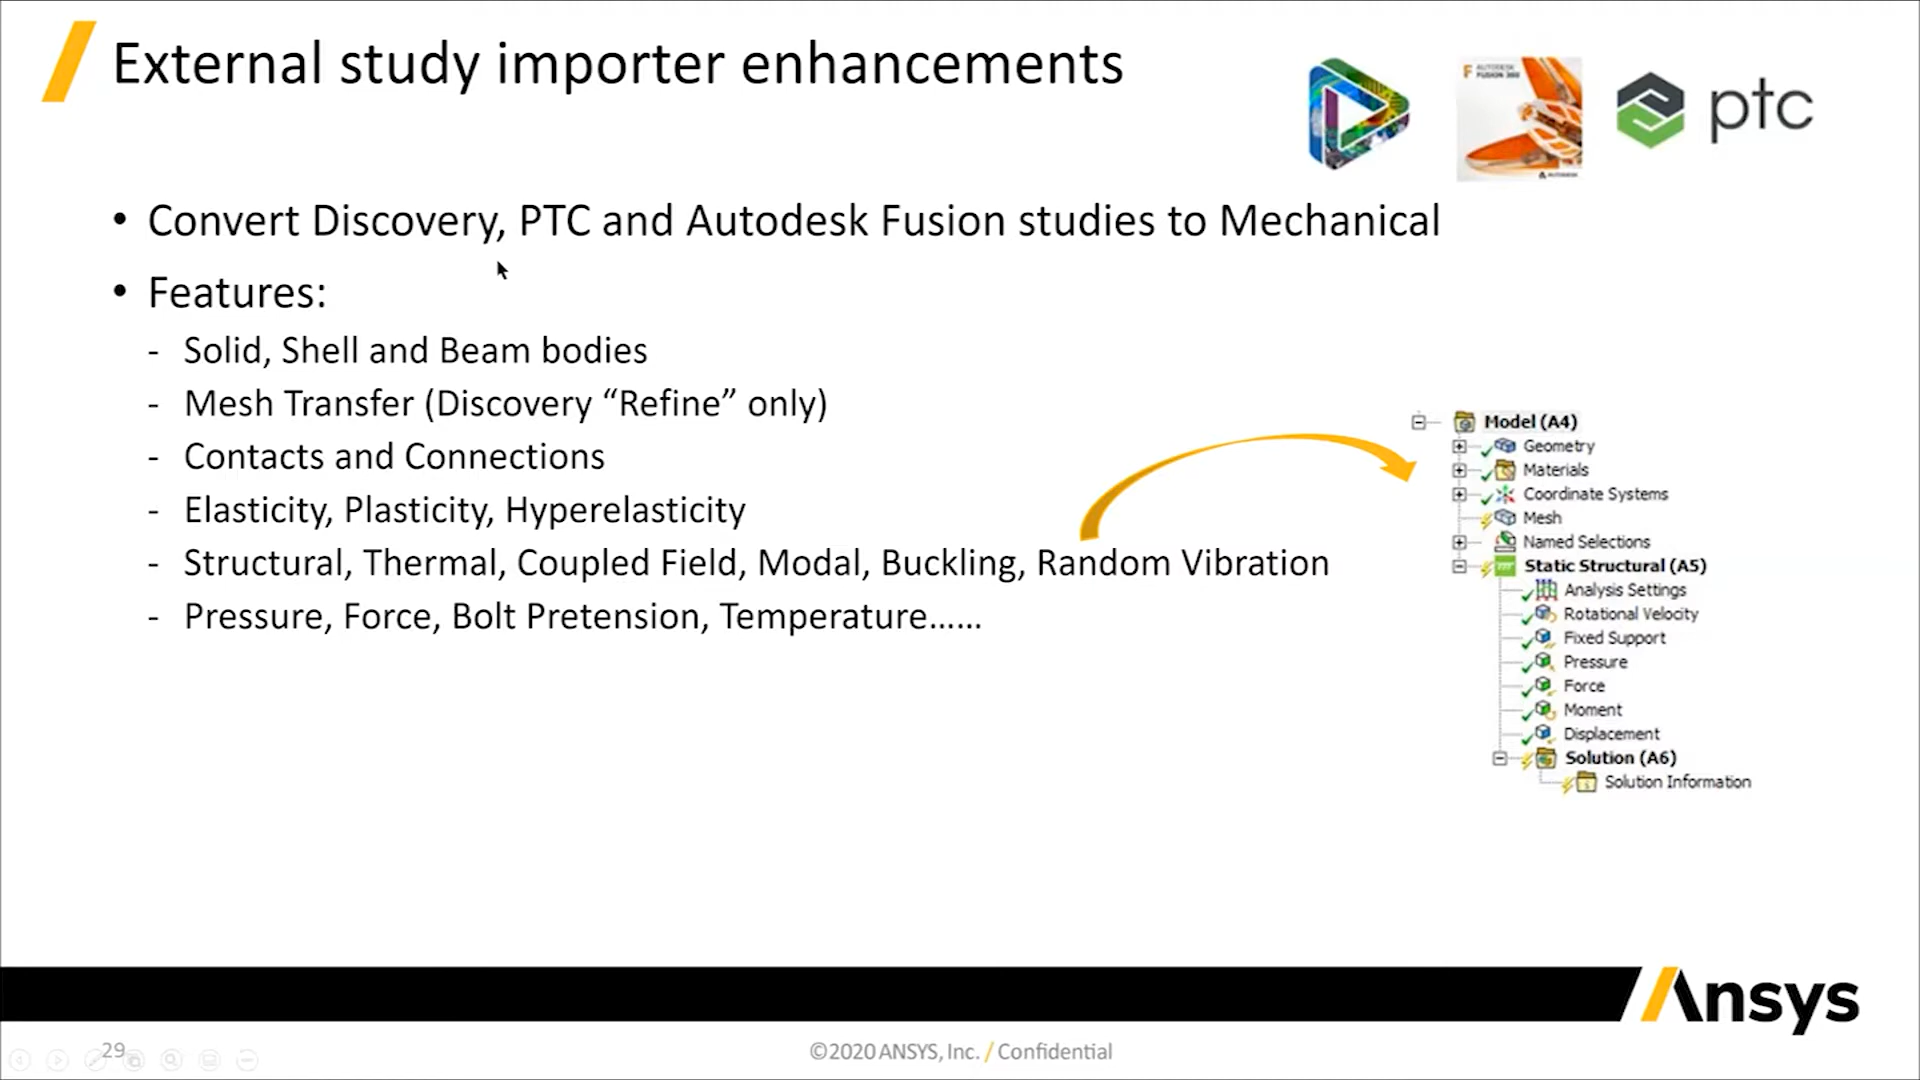 External study importer enhancements
AUTODESK
FUSION 360
AUTODESK
ptc
• Convert Discovery, PTC and Autodesk Fusion studies to Mechanical
• Features:
- Solid, Shell and Beam bodies
- Mesh Transfer (Discovery “Refine” only)
- Contacts and Connections
- Elasticity, Plasticity, Hyperelasticity
- Structural, Thermal, Coupled Field, Modal, Buckling, Random Vibration
- Pressure, Force, Bolt Pretension, Temperature……
Model (A4)
Geometry
Materials
Coordinate Systems
Mesh
Named Selections
Static Structural (A5)
Analysis Settings
Rotational Velocity
Fixed Support
Pressure
Force
Moment
Displacement
Solution (A6)
Solution Information
Ansys
29
©2020 ANSYS, Inc. / Confidential